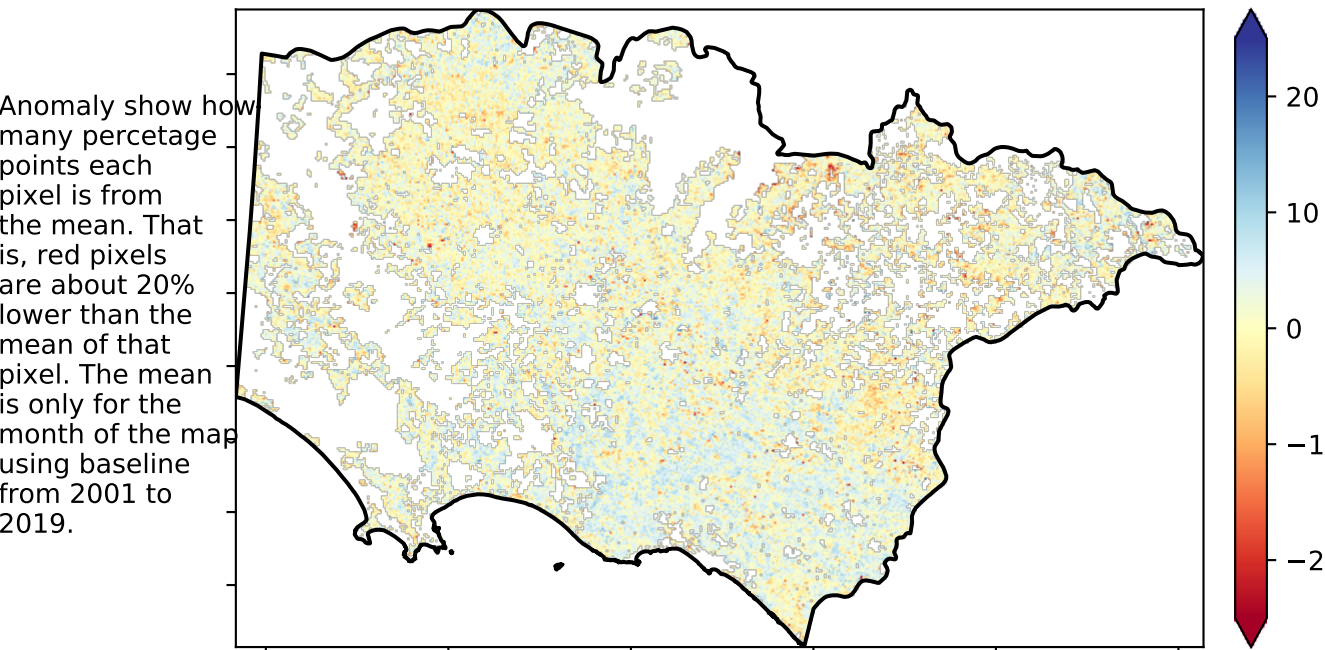 Anomaly show how
many percetage
points each
pixel is from
the mean. That
is, red pixels
are about 20%
lower than the
mean of that
pixel. The mean
is only for the
month of the map
using baseline
from 2001 to
2019.
20
10
0
−1
−2